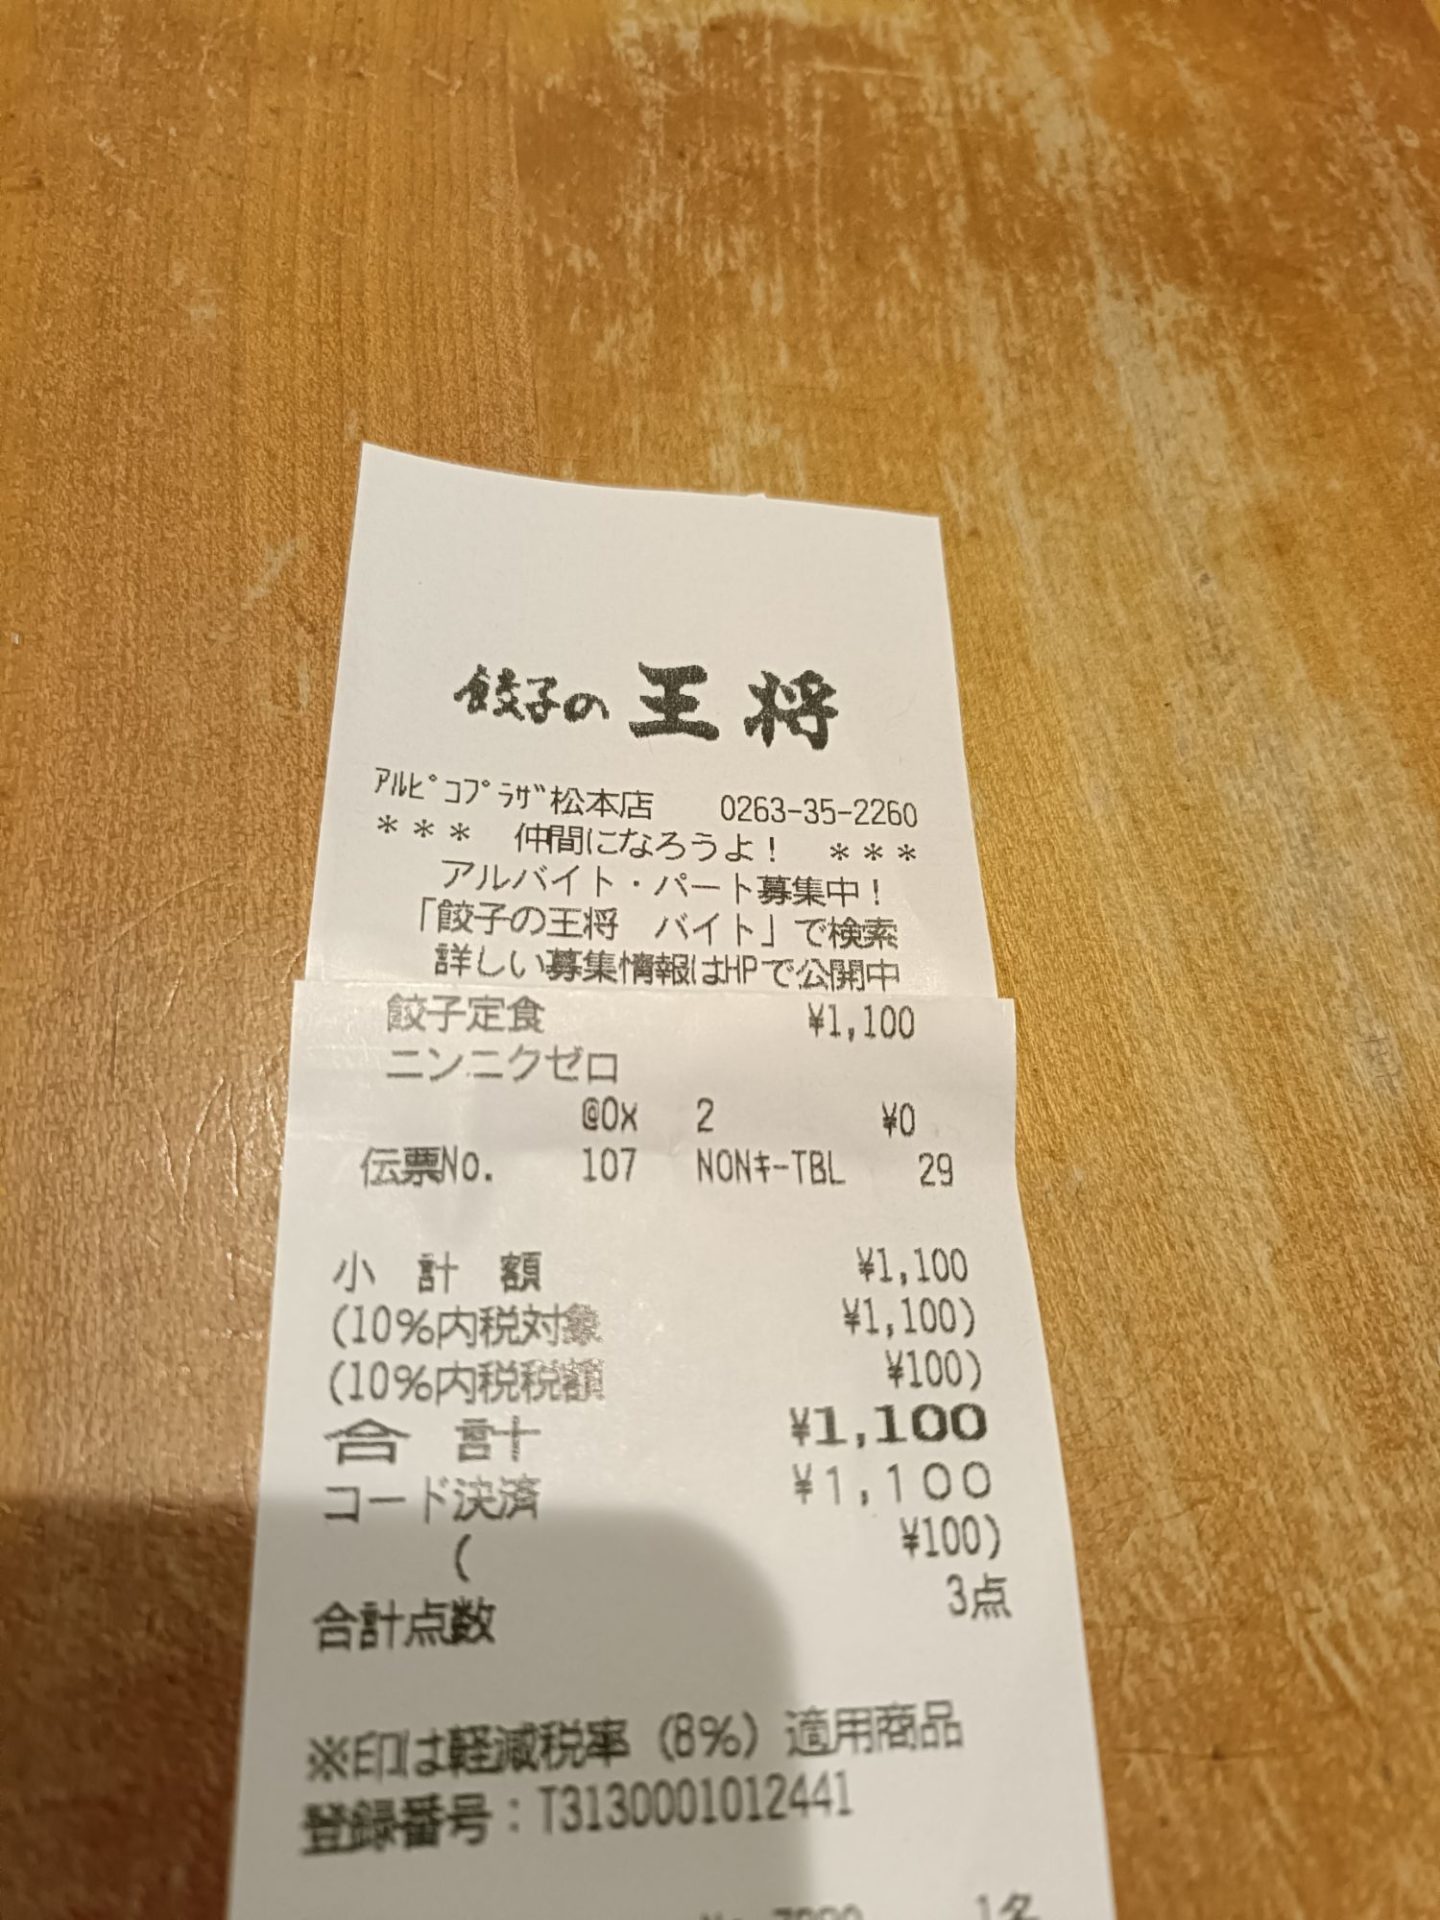 餃子の 王将
ｱﾙﾋﾟｺﾌﾟﾗｻﾞ松本店 0263-35-2260
＊＊＊ 仲間になろうよ！ ＊＊＊
アルバイト・パート募集中！
「餃子の王将 バイト」で検索
詳しい募集情報はHPで公開中
餃子定食 ¥1,100
ニンニクゼロ
@0x 2 ¥0
伝票No. 107 NONｷｰTBL 29
小 計 額 ¥1,100
(10%内税対象 ¥1,100)
(10%内税税額 ¥100)
合 計 ¥1,100
コード決済 ¥1,100
( ¥100)
合計点数 3点
※印は軽減税率（8%）適用商品
登録番号：T3130001012441
1名